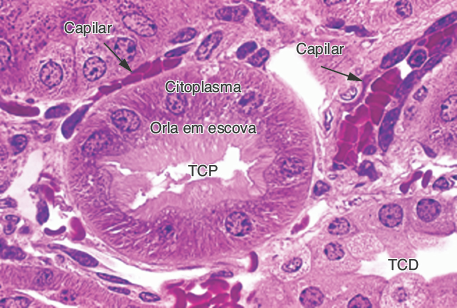 Capilar
Capilar
Citoplasma
Orla em escova
TCP
TCD